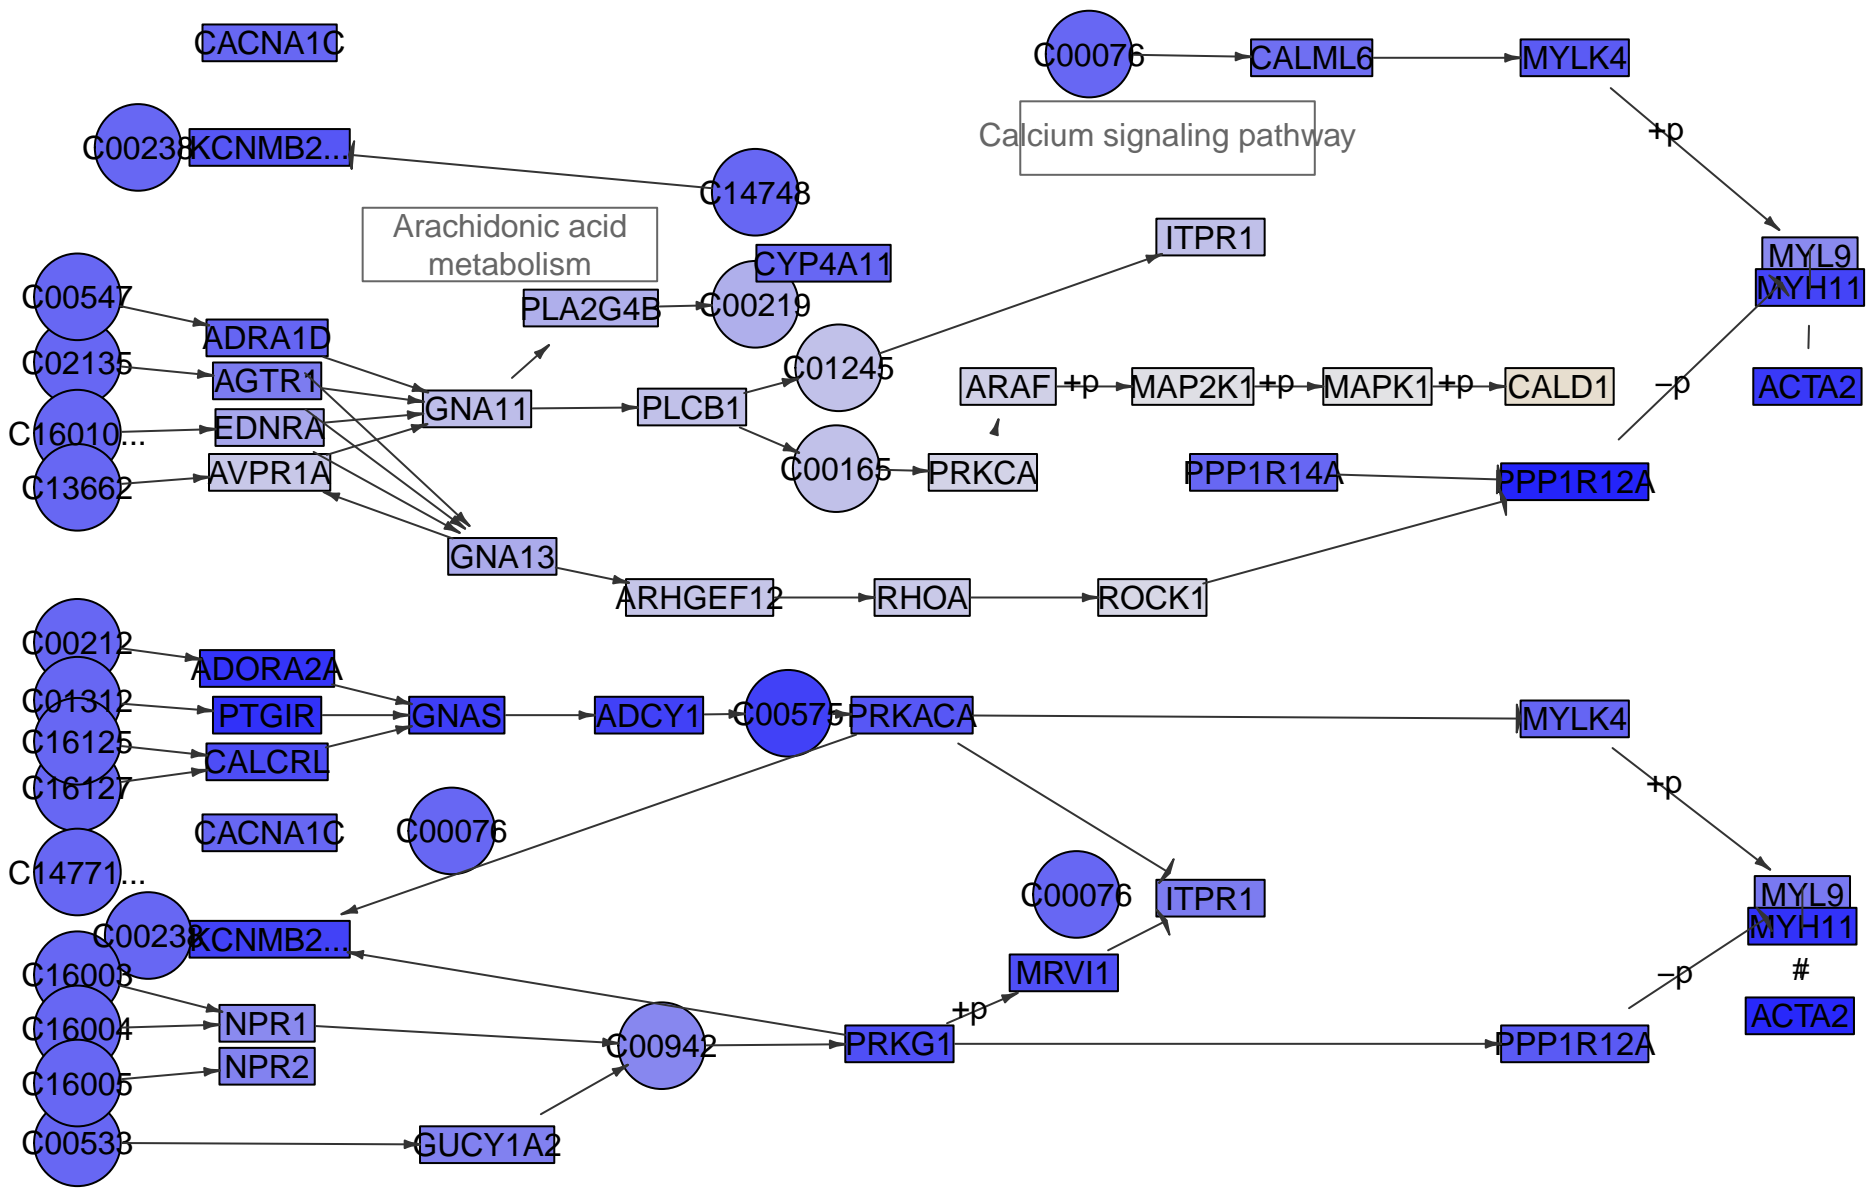 CACNA1C
C00076
CALML6
MYLK4
Calcium signaling pathway
+p
C00238
KCNMB2...
C14748
Arachidonic acid
metabolism
ITPR1
MYL9
MYH11
CYP4A11
C00219
PLA2G4B
C00547
ADRA1D
C02135
AGTR1
C16010...
EDNRA
C13662
AVPR1A
GNA11
PLCB1
C01245
C00165
ARAF
+p
MAP2K1
+p
MAPK1
+p
CALD1
–p
ACTA2
PRKCA
PPP1R14A
PPP1R12A
GNA13
ARHGEF12
RHOA
ROCK1
C00212
ADORA2A
C01312
PTGIR
GNAS
ADCY1
C00575
PRKACA
MYLK4
C16125
CALCRL
C16127
+p
CACNA1C
C00076
C14771...
C00076
ITPR1
MYL9
MYH11
C00238
KCNMB2...
C16003
MRVI1
–p
#
+p
ACTA2
C16004
NPR1
C00942
PRKG1
PPP1R12A
NPR2
C16005
C00533
GUCY1A2